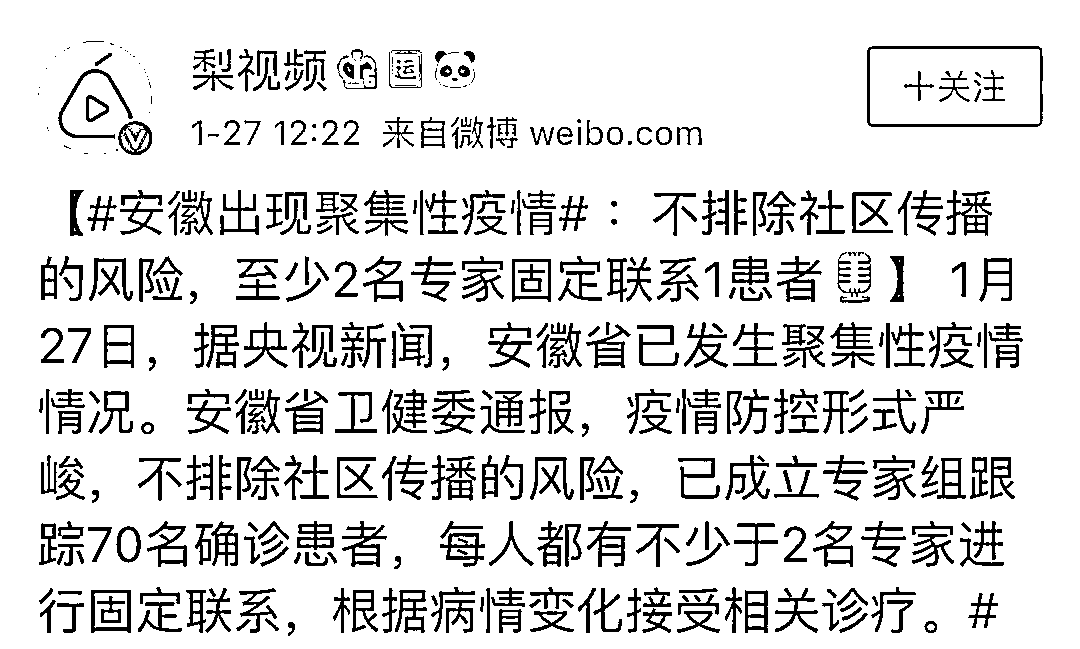 梨视频 运
+关注
1-27 12:22 来自微博 weibo.com
【#安徽出现聚集性疫情#：不排除社区传播
的风险，至少2名专家固定联系1患者】1月
27日，据央视新闻，安徽省已发生聚集性疫情
情况。安徽省卫健委通报，疫情防控形式严
峻，不排除社区传播的风险，已成立专家组跟
踪70名确诊患者，每人都有不少于2名专家进
行固定联系，根据病情变化接受相关诊疗。#